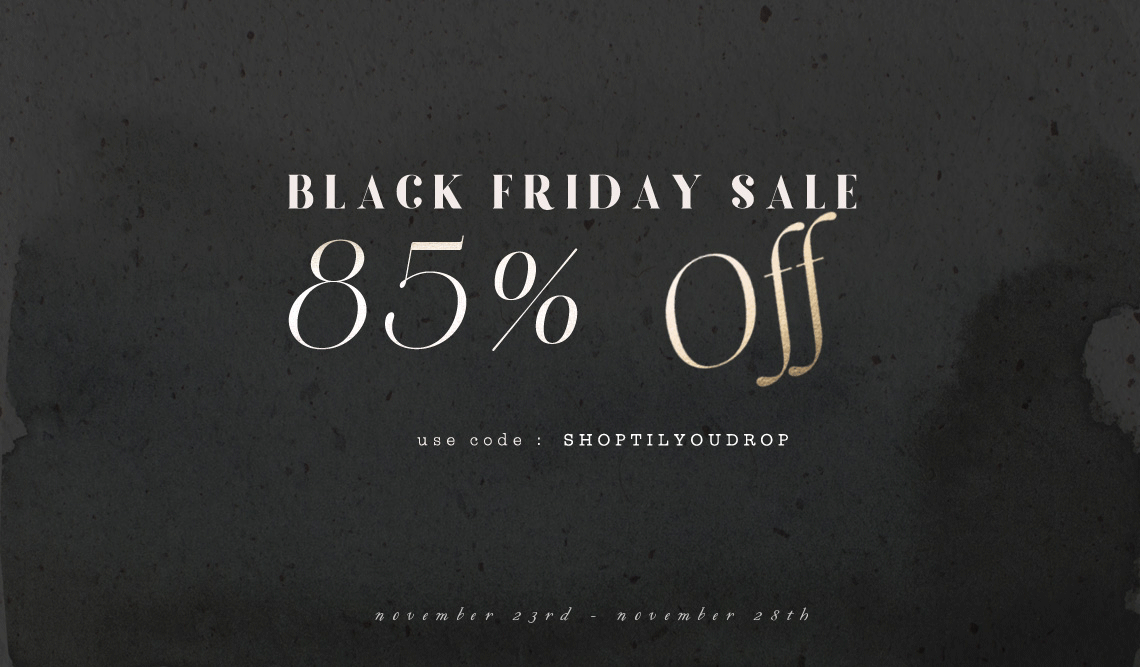 BLACK FRIDAY SALE
85% Off
use code : SHOPTILYOUDROP
november 23rd - november 28th